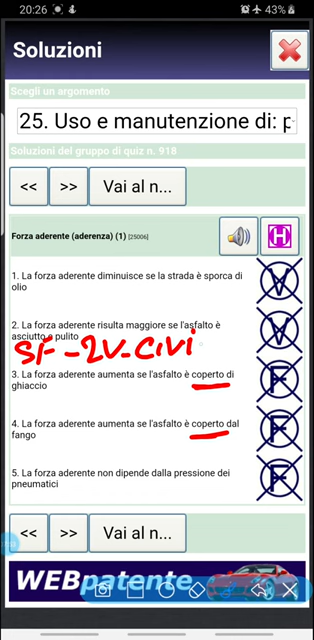 20:26 43%
Soluzioni
Scegli un argomento
25. Uso e manutenzione di: p
Soluzioni del gruppo di quiz n. 918
<< >> Vai al n...
Forza aderente (aderenza) (1) [25006] H
1. La forza aderente diminuisce se la strada è sporca di
olio
V
2. La forza aderente risulta maggiore se l'asfalto è
asciutto e pulito
V
SF-2V-CIVI
3. La forza aderente aumenta se l'asfalto è coperto di
ghiaccio
F
4. La forza aderente aumenta se l'asfalto è coperto dal
fango
F
5. La forza aderente non dipende dalla pressione dei
pneumatici
F
<< >> Vai al n...
WEBpatente